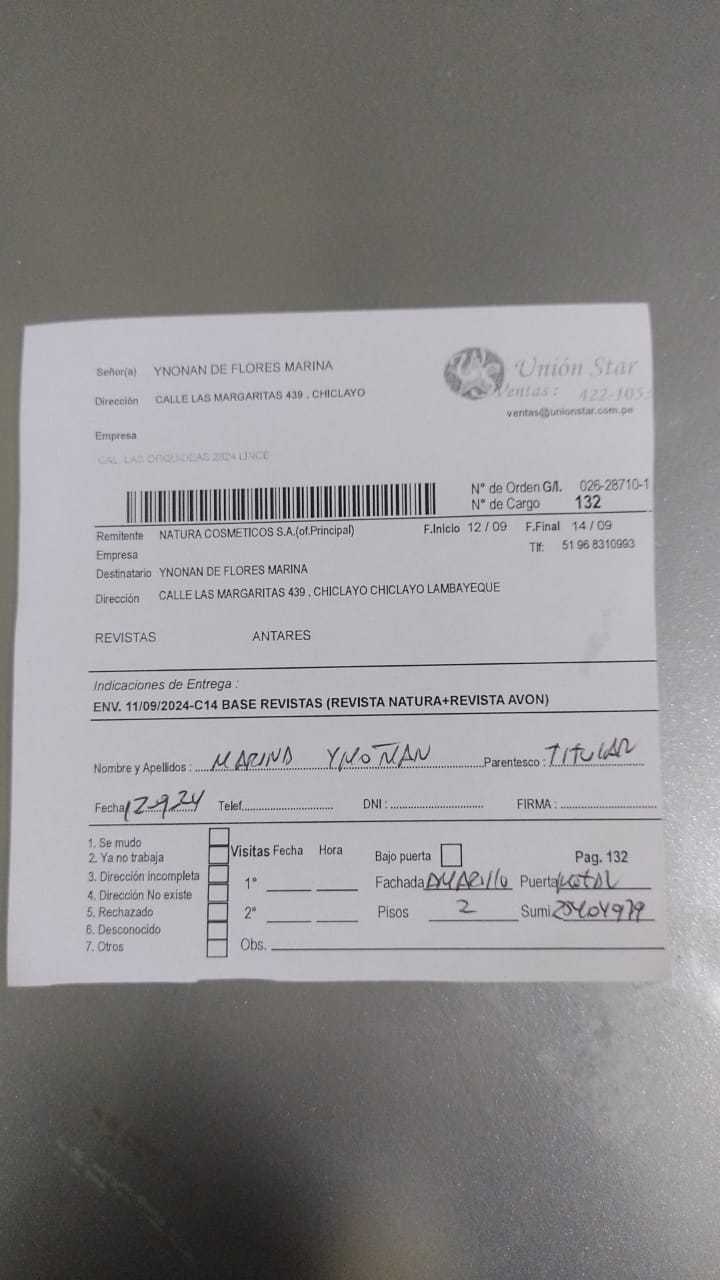 Señor(a) YNONAN DE FLORES MARINA
Unión Star
Dirección CALLE LAS MARGARITAS 439 , CHICLAYO
Ventas : 422-105
ventas@unionstar.com.pe
Empresa
CAL. LAS ORQUIDEAS 2824 LINCE
N° de Orden G/I. 026-28710-1
N° de Cargo 132
Remitente NATURA COSMETICOS S.A.(of.Principal) F.Inicio 12 / 09 F.Final 14 / 09
Empresa Tlf: 51 96 8310993
Destinatario YNONAN DE FLORES MARINA
Dirección CALLE LAS MARGARITAS 439 , CHICLAYO CHICLAYO LAMBAYEQUE
REVISTAS ANTARES
Indicaciones de Entrega :
ENV. 11/09/2024-C14 BASE REVISTAS (REVISTA NATURA+REVISTA AVON)
Nombre y Apellidos : MARINA YNOÑAN Parentesco : TITULAR
Fecha 12-9-24 Telef. DNI : FIRMA :
1. Se mudo
2. Ya no trabaja
3. Dirección incompleta
4. Dirección No existe
5. Rechazado
6. Desconocido
7. Otros
Visitas Fecha Hora
1°
2°
Obs.
Bajo puerta Pag. 132
Fachada AMARILLO Puerta
Pisos 2 Sumi